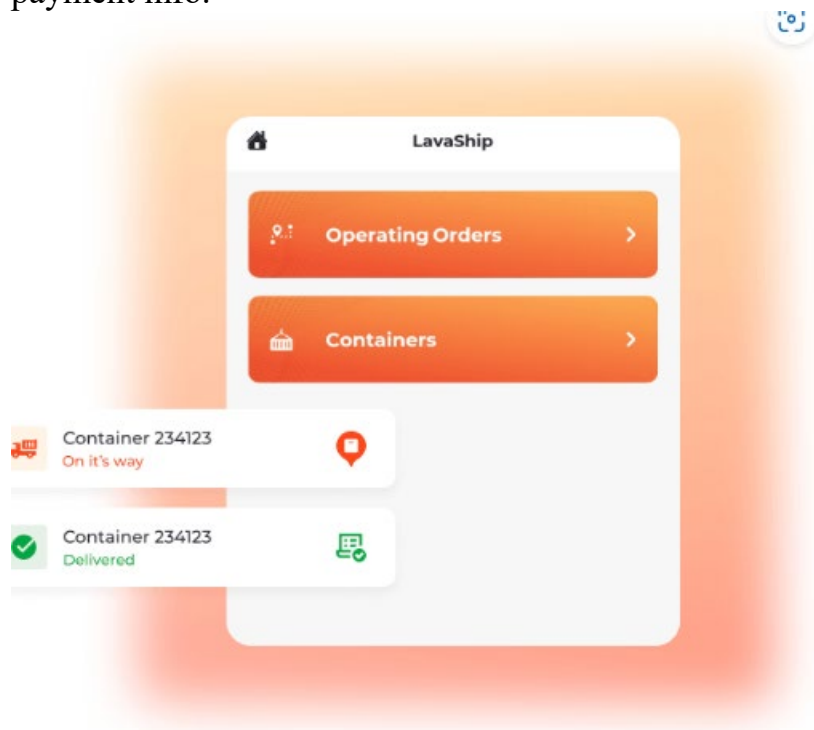 payment info.
LavaShip
Operating Orders
Containers
Container 234123
On it's way
Container 234123
Delivered